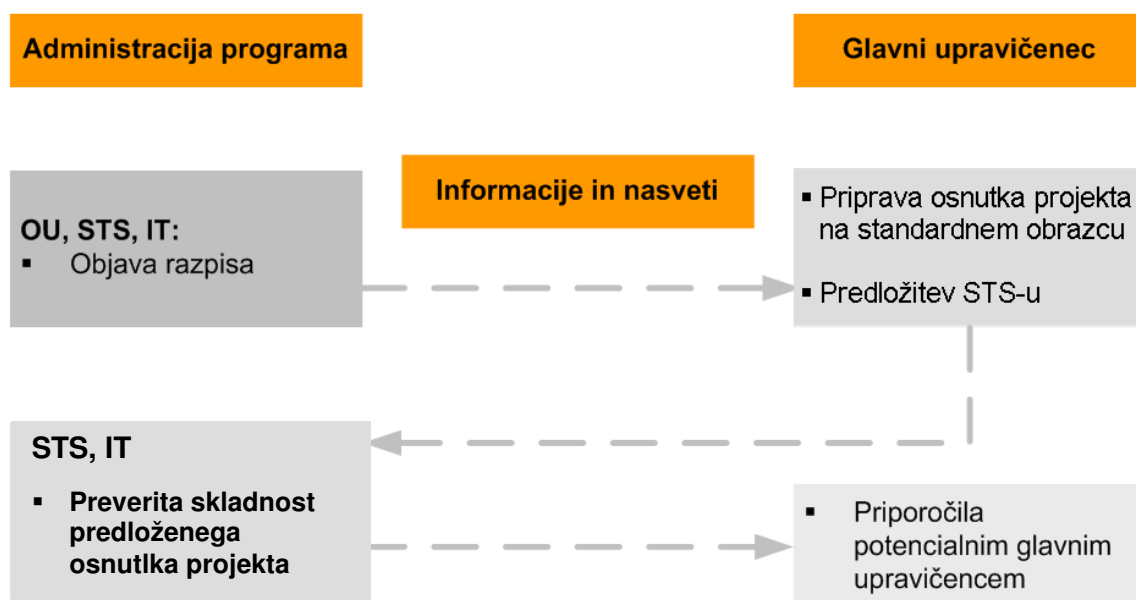 Administracija programa
Glavni upravičenec
Informacije in nasveti
OU, STS, IT:
▪ Objava razpisa
▪ Priprava osnutka projekta
na standardnem obrazcu
▪ Predložitev STS-u
STS, IT
▪ Preverita skladnost
predloženega
osnutlka projekta
▪ Priporočila
potencialnim glavnim
upravičencem